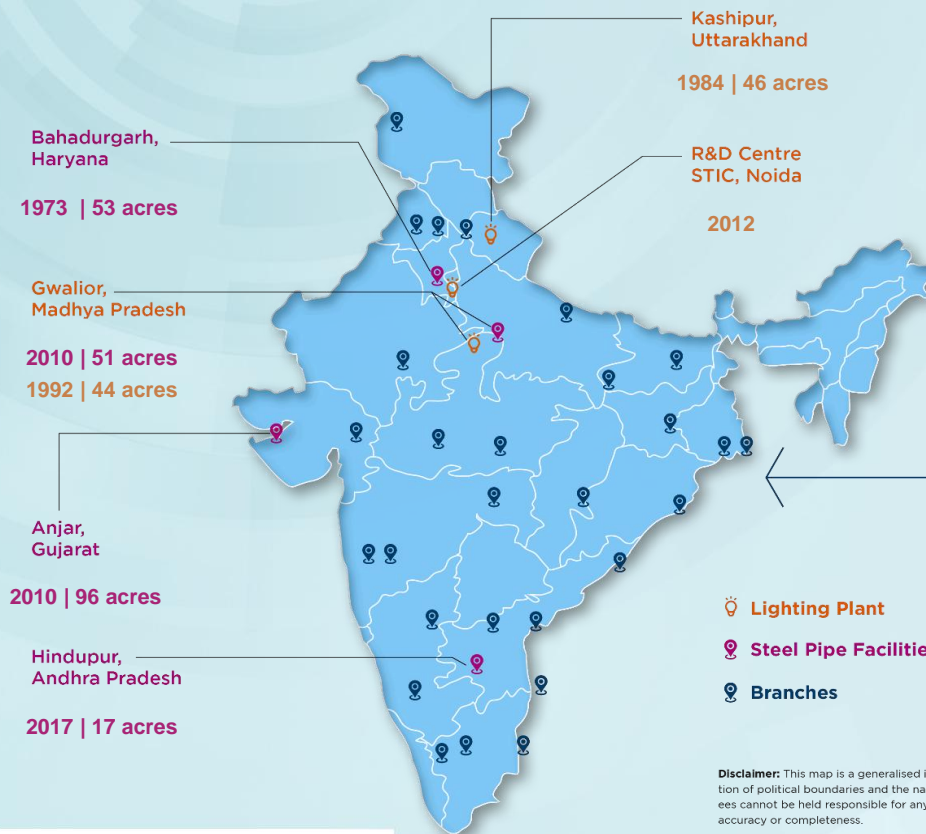 Kashipur,
Uttarakhand
1984 | 46 acres
Bahadurgarh,
Haryana
1973 | 53 acres
R&D Centre
STIC, Noida
2012
Gwalior,
Madhya Pradesh
2010 | 51 acres
1992 | 44 acres
Anjar,
Gujarat
2010 | 96 acres
Hindupur,
Andhra Pradesh
2017 | 17 acres
Lighting Plant
Steel Pipe Facilitie
Branches
Disclaimer: This map is a generalised i
tion of political boundaries and the na
ees cannot be held responsible for any
accuracy or completeness.